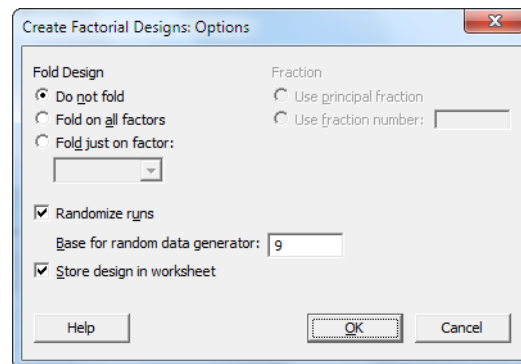 Create Factorial Designs: Options
Fold Design
Do not fold
Fold on all factors
Fold just on factor:
Fraction
Use principal fraction
Use fraction number:
Randomize runs
Base for random data generator: 9
Store design in worksheet
Help
OK
Cancel